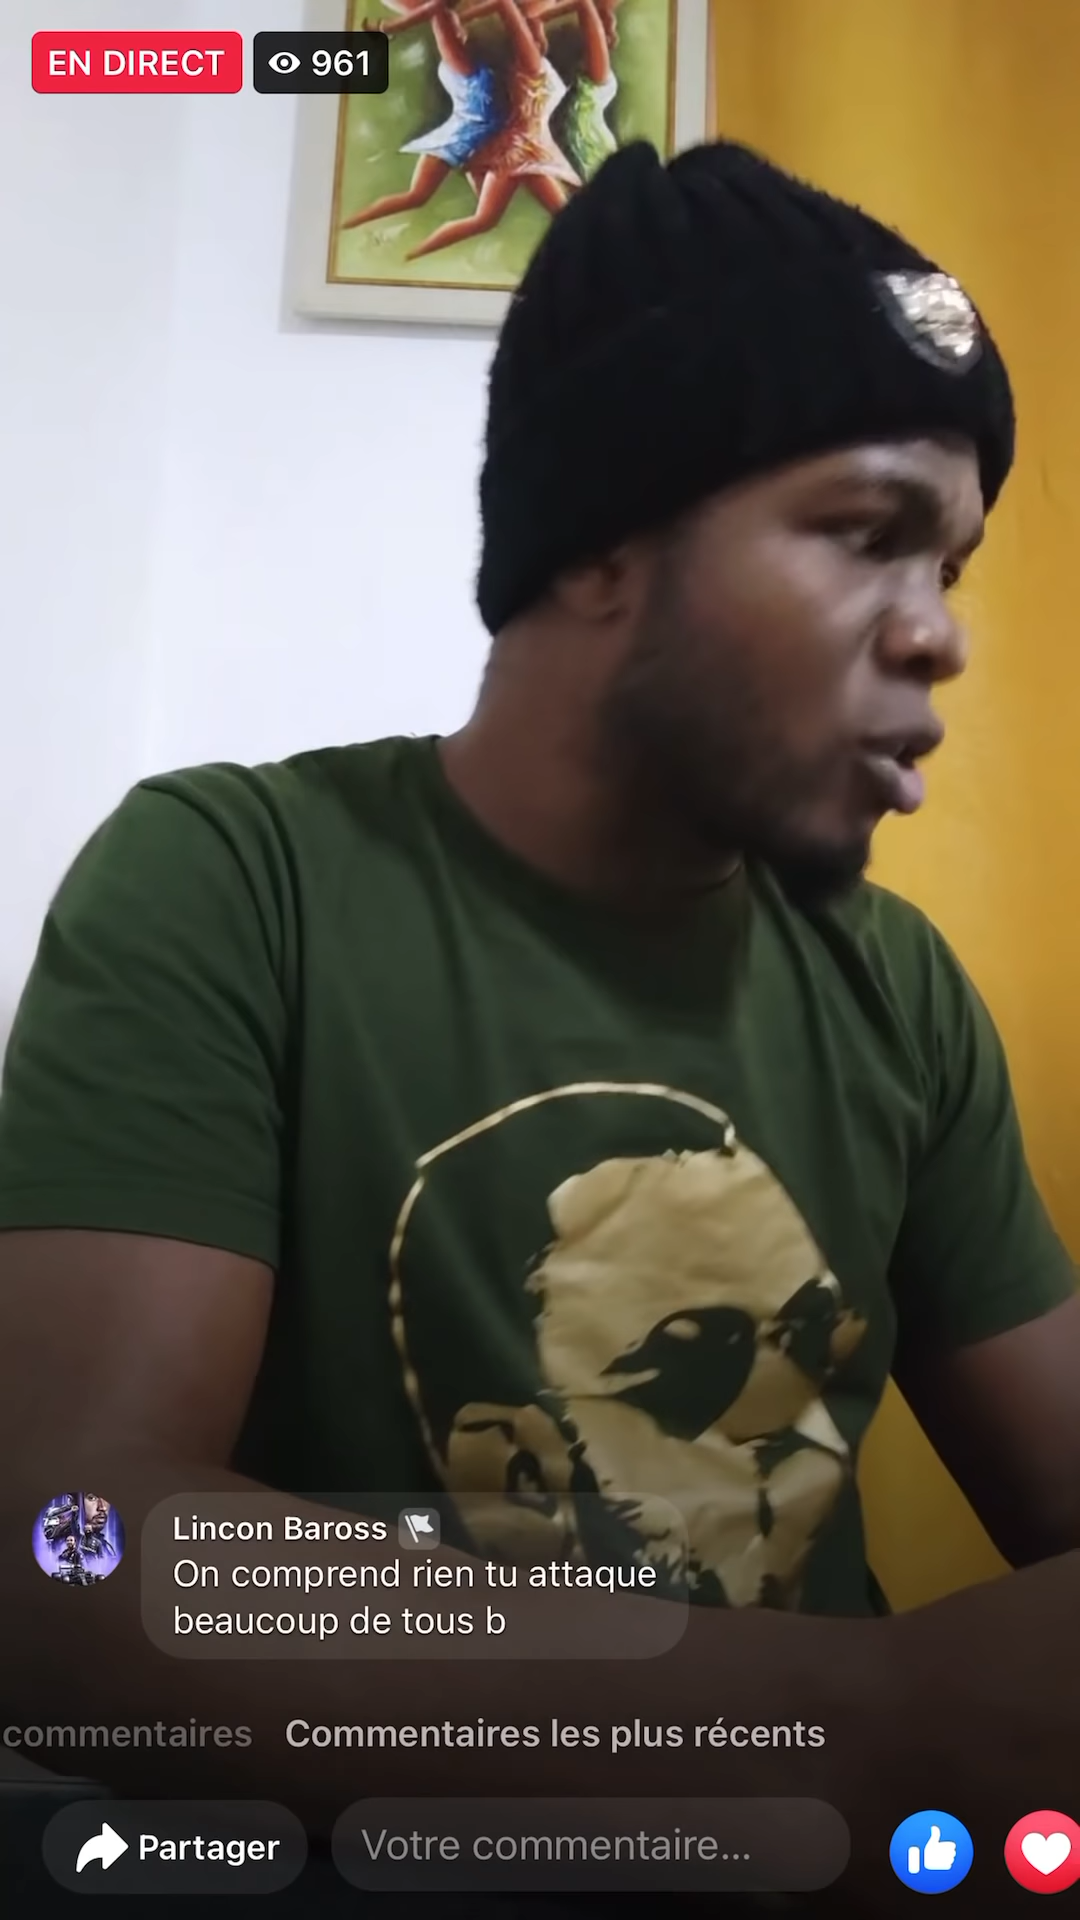 EN DIRECT 961
Lincon Baross
On comprend rien tu attaque
beaucoup de tous b
commentaires Commentaires les plus récents
Partager Votre commentaire...